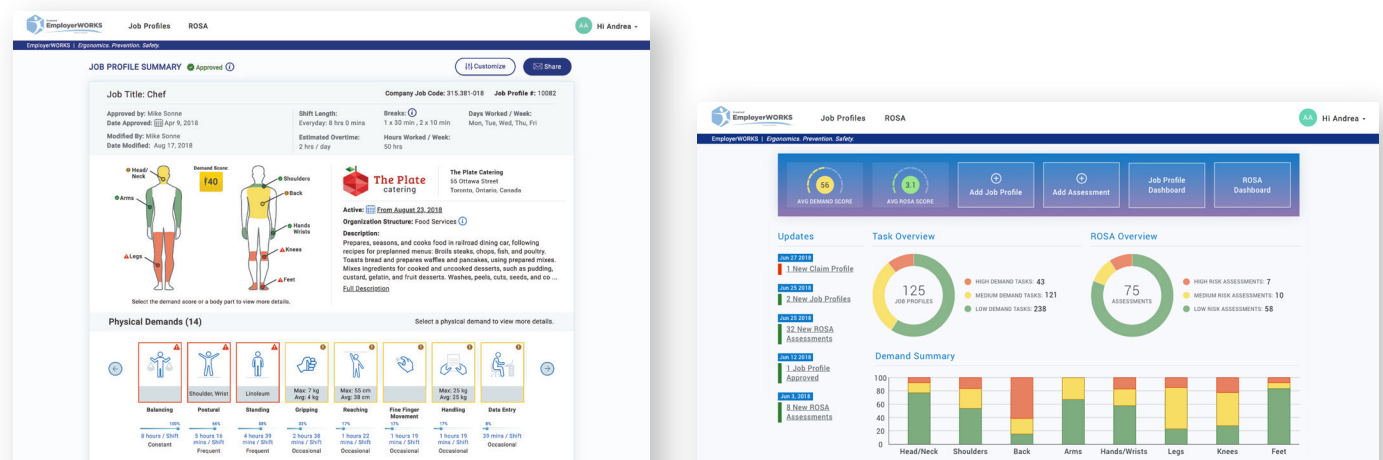 EmployerWORKS Job Profiles ROSA AA Hi Andrea
EmployerWORKS | Ergonomics. Prevention. Safety.
JOB PROFILE SUMMARY Approved Customize Share
Job Title: Chef Company Job Code: 315.381-018 Job Profile #: 10082
Approved by: Mike Sonne Shift Length: Breaks: Days Worked / Week:
Date Approved: Apr 9, 2018 Everyday: 8 hrs 0 mins 1 x 30 min , 2 x 10 min Mon, Tue, Wed, Thu, Fri
Modified By: Mike Sonne Estimated Overtime: Hours Worked / Week:
Date Modified: Aug 17, 2018 2 hrs / day 50 hrs
Head/
Neck
Demand Score:
40
Shoulders
Back
Arms
Hands
Wrists
Knees
Legs
Feet
Select the demand score or a body part to view more details.
The Plate
catering
The Plate Catering
55 Ottawa Street
Toronto, Ontario, Canada
Active: From August 23, 2018
Organization Structure: Food Services
Description:
Prepares, seasons, and cooks food in railroad dining car, following
recipes for preplanned menus: Broils steaks, chops, fish, and poultry.
Toasts bread and prepares waffles and pancakes, using prepared mixes.
Mixes ingredients for cooked and uncooked desserts, such as pudding,
custard, gelatin, and fruit desserts. Washes, peels, cuts, seeds, and co ...
Full Description
Physical Demands (14) Select a physical demand to view more details.
Shoulder, Wrist Linoleum Max: 7 kg Max: 55 cm Max: 25 kg
Avg: 4 kg Avg: 38 cm Avg: 25 kg
Balancing Postural Standing Gripping Reaching Fine Finger Handling Data Entry
Movement
100% 66% 58% 33% 17% 17% 17% 8%
8 hours / Shift 5 hours 16 4 hours 39 2 hours 38 1 hours 22 1 hours 19 1 hours 19 39 mins / Shift
Constant mins / Shift mins / Shift mins / Shift mins / Shift mins / Shift mins / Shift Occasional
Frequent Frequent Occasional Occasional Occasional Occasional
EmployerWORKS Job Profiles ROSA AA Hi Andrea
EmployerWORKS | Ergonomics. Prevention. Safety.
56 3.1
AVG DEMAND SCORE AVG ROSA SCORE Add Job Profile Add Assessment Job Profile ROSA
Dashboard Dashboard
Updates
Jun 27 2018
1 New Claim Profile
Jun 25 2018
2 New Job Profiles
Jun 25 2018
32 New ROSA
Assessments
Jun 12 2018
1 Job Profile
Approved
Jun 3, 2018
8 New ROSA
Assessments
Task Overview
125
JOB PROFILES
HIGH DEMAND TASKS: 43
MEDIUM DEMAND TASKS: 121
LOW DEMAND TASKS: 238
ROSA Overview
75
ASSESSMENTS
HIGH RISK ASSESSMENTS: 7
MEDIUM RISK ASSESSMENTS: 10
LOW RISK ASSESSMENTS: 58
Demand Summary
100
80
60
40
20
0
Head/Neck Shoulders Back Arms Hands/Wrists Legs Knees Feet